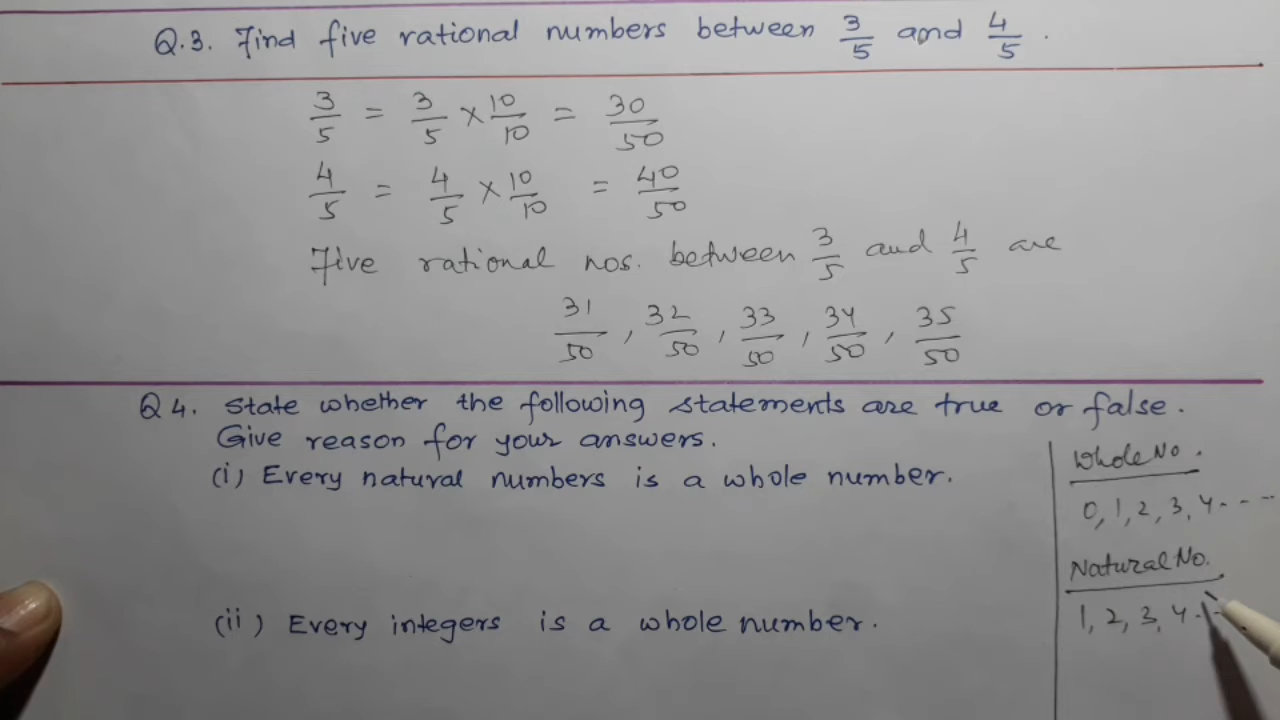 Q.3. Find five rational numbers between 3/5 and 4/5.
3/5 = 3/5 × 10/10 = 30/50
4/5 = 4/5 × 10/10 = 40/50
Five rational nos. between 3/5 and 4/5 are
31/50, 32/50, 33/50, 34/50, 35/50
Q4. State whether the following statements are true or false.
Give reason for your answers.
(i) Every natural numbers is a whole number.
Whole No.
0, 1, 2, 3, 4 - - - -
Natural No.
1, 2, 3, 4
(ii) Every integers is a whole number.